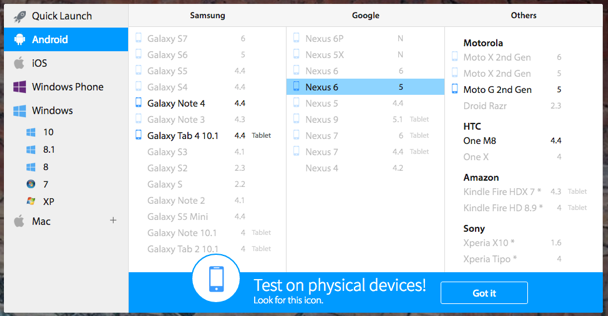 Quick Launch
Android
iOS
Windows Phone
Windows
10
8.1
8
7
XP
Mac +
Samsung
Galaxy S7 6
Galaxy S6 5
Galaxy S5 4.4
Galaxy S4 4.4
Galaxy Note 4 4.4
Galaxy Note 3 4.3
Galaxy Tab 4 10.1 4.4 Tablet
Galaxy S3 4.1
Galaxy S2 2.3
Galaxy S 2.2
Galaxy Note 2 4.1
Galaxy S5 Mini 4.4
Galaxy Note 10.1 4 Tablet
Galaxy Tab 2 10.1 4 Tablet
Google
Nexus 6P N
Nexus 5X N
Nexus 6 6
Nexus 6 5
Nexus 5 4.4
Nexus 9 5.1 Tablet
Nexus 7 6 Tablet
Nexus 7 4.4 Tablet
Nexus 4 4.2
Others
Motorola
Moto X 2nd Gen 6
Moto X 2nd Gen 5
Moto G 2nd Gen 5
Droid Razr 2.3
HTC
One M8 4.4
One X 4
Amazon
Kindle Fire HDX 7 * 4.3 Tablet
Kindle Fire HD 8.9 * 4 Tablet
Sony
Xperia X10 * 1.6
Xperia Tipo * 4
Test on physical devices!
Look for this icon.
Got it